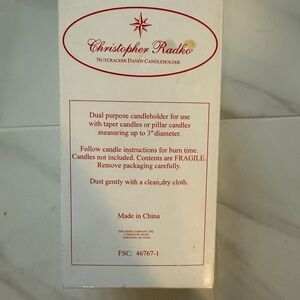 Christopher Radko
NUTCRACKER DANDY CANDLEHOLDER
Dual purpose candleholder for use
with taper candles or pillar candles
measuring up to 3" diameter.
Follow candle instructions for burn time.
Candles not included. Contents are FRAGILE.
Remove packaging carefully.
Dust gently with a clean,dry cloth.
Made in China
FSC: 46767-1